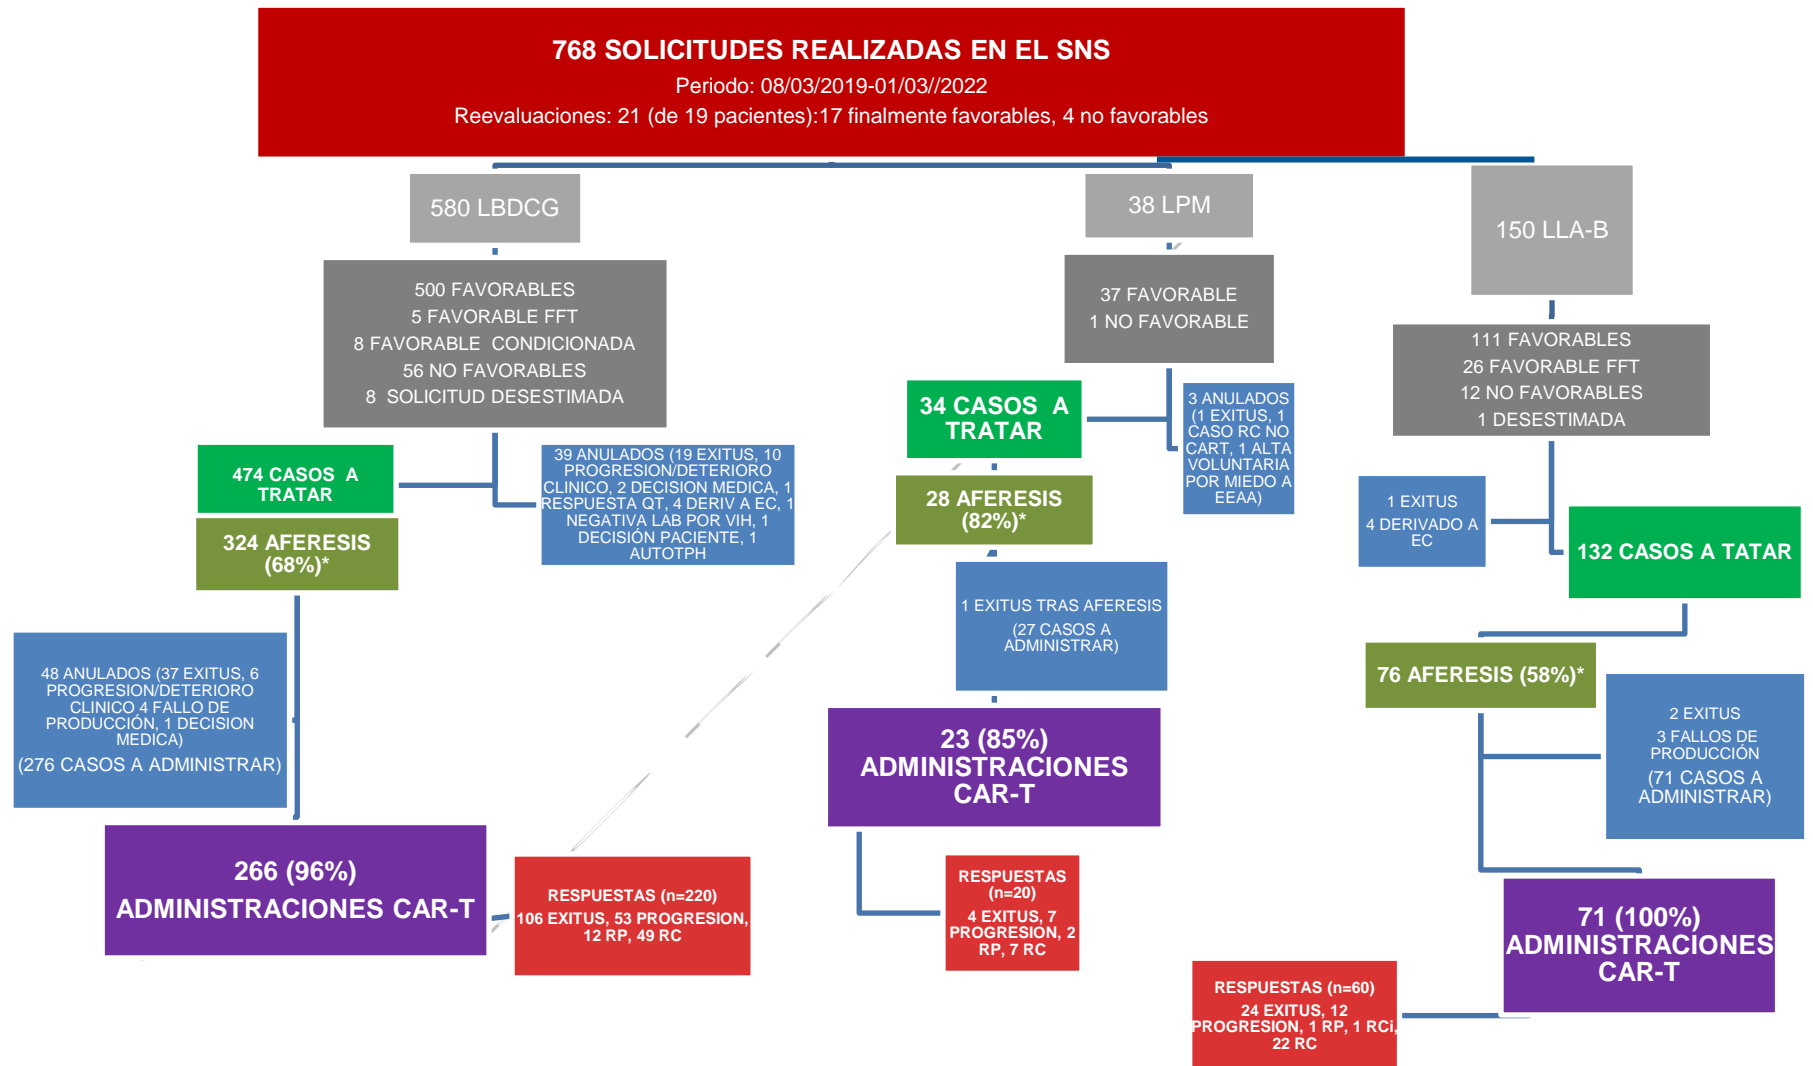 768 SOLICITUDES REALIZADAS EN EL SNS
Periodo: 08/03/2019-01/03//2022
Reevaluaciones: 21 (de 19 pacientes):17 finalmente favorables, 4 no favorables
580 LBDCG
500 FAVORABLES
5 FAVORABLE FFT
8 FAVORABLE CONDICIONADA
56 NO FAVORABLES
8 SOLICITUD DESESTIMADA
474 CASOS A
TRATAR
39 ANULADOS (19 EXITUS, 10
PROGRESION/DETERIORO
CLINICO, 2 DECISION MEDICA, 1
RESPUESTA QT, 4 DERIV A EC, 1
NEGATIVA LAB POR VIH, 1
DECISIÓN PACIENTE, 1
AUTOTPH
324 AFERESIS
(68%)*
48 ANULADOS (37 EXITUS, 6
PROGRESION/DETERIORO
CLINICO,4 FALLO DE
PRODUCCIÓN, 1 DECISION
MEDICA)
(276 CASOS A ADMINISTRAR)
266 (96%)
ADMINISTRACIONES CAR-T
RESPUESTAS (n=220)
106 EXITUS, 53 PROGRESION,
12 RP, 49 RC
38 LPM
37 FAVORABLE
1 NO FAVORABLE
34 CASOS A
TRATAR
3 ANULADOS
(1 EXITUS, 1
CASO RC NO
CART, 1 ALTA
VOLUNTARIA
POR MIEDO A
EEAA)
28 AFERESIS
(82%)*
1 EXITUS TRAS AFERESIS
(27 CASOS A
ADMINISTRAR)
23 (85%)
ADMINISTRACIONES
CAR-T
RESPUESTAS
(n=20)
4 EXITUS, 7
PROGRESIÓN, 2
RP, 7 RC
150 LLA-B
111 FAVORABLES
26 FAVORABLE FFT
12 NO FAVORABLES
1 DESESTIMADA
1 EXITUS
4 DERIVADO A
EC
132 CASOS A TATAR
76 AFERESIS (58%)*
2 EXITUS
3 FALLOS DE
PRODUCCIÓN
(71 CASOS A
ADMINISTRAR)
71 (100%)
ADMINISTRACIONES
CAR-T
RESPUESTAS (n=60)
24 EXITUS, 12
PROGRESION, 1 RP, 1 RCi,
22 RC